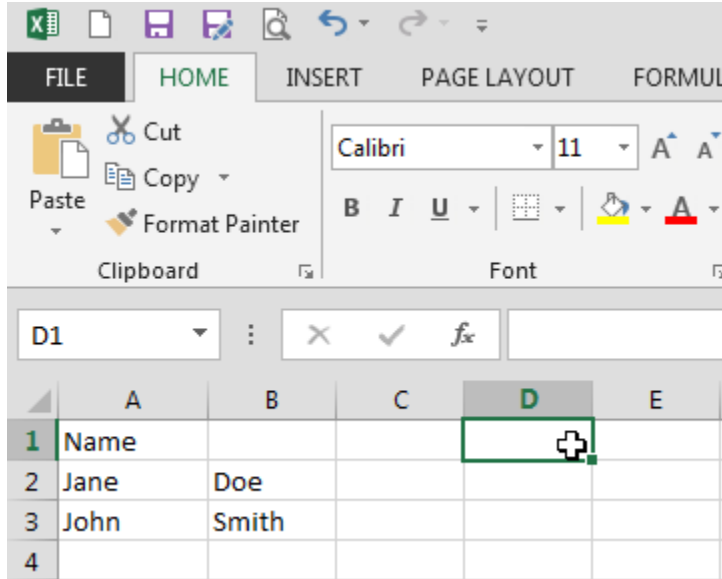 FILE HOME INSERT PAGE LAYOUT FORMUL
Cut
Calibri 11 A A
Copy
Paste
B I U A
Format Painter
Clipboard Font
D1 fx
A B C D E
1 Name
2 Jane Doe
3 John Smith
4